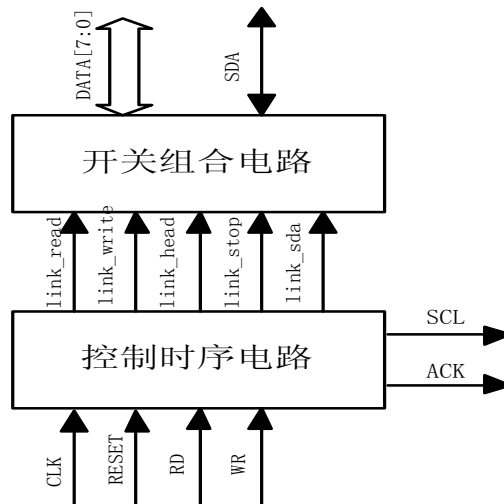 DATA[7:0]
SDA
开关组合电路
link_read
link_write
link_head
link_stop
link_sda
控制时序电路
SCL
ACK
CLK
RESET
RD
WR